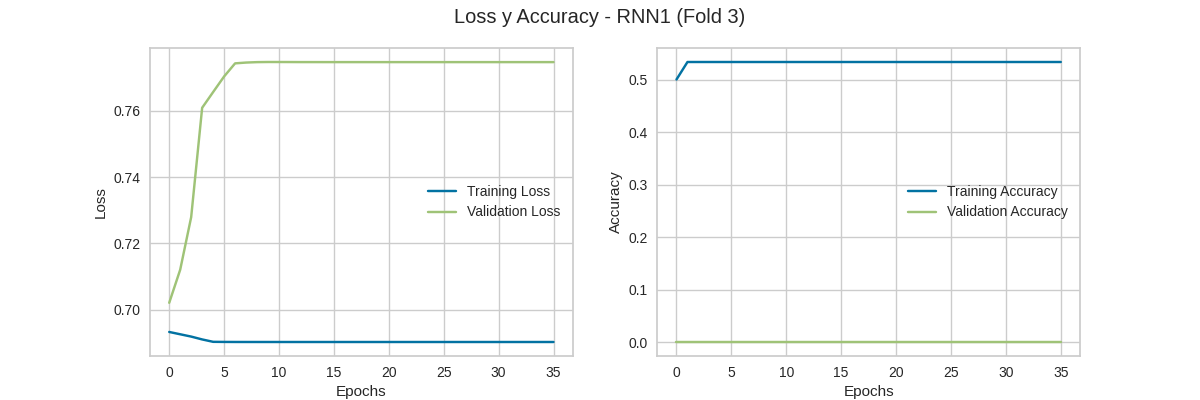 Loss y Accuracy - RNN1 (Fold 3)
0.76
0.74
0.72
0.70
Loss
Training Loss
Validation Loss
0 5 10 15 20 25 30 35
Epochs
0.5
0.4
0.3
0.2
0.1
0.0
Accuracy
Training Accuracy
Validation Accuracy
0 5 10 15 20 25 30 35
Epochs